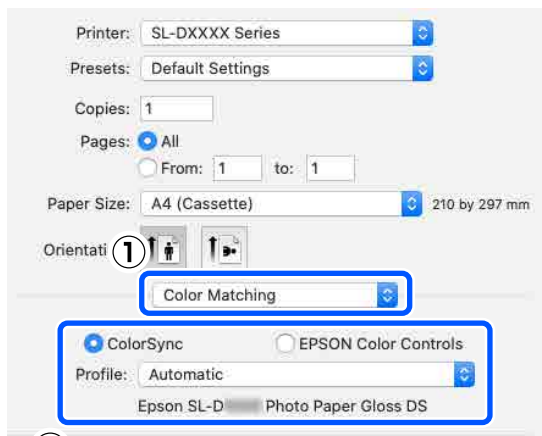 Printer: SL-DXXXX Series
Presets: Default Settings
Copies: 1
Pages: All
From: 1 to: 1
Paper Size: A4 (Cassette) 210 by 297 mm
Orientati 1
Color Matching
ColorSync EPSON Color Controls
Profile: Automatic
Epson SL-D Photo Paper Gloss DS